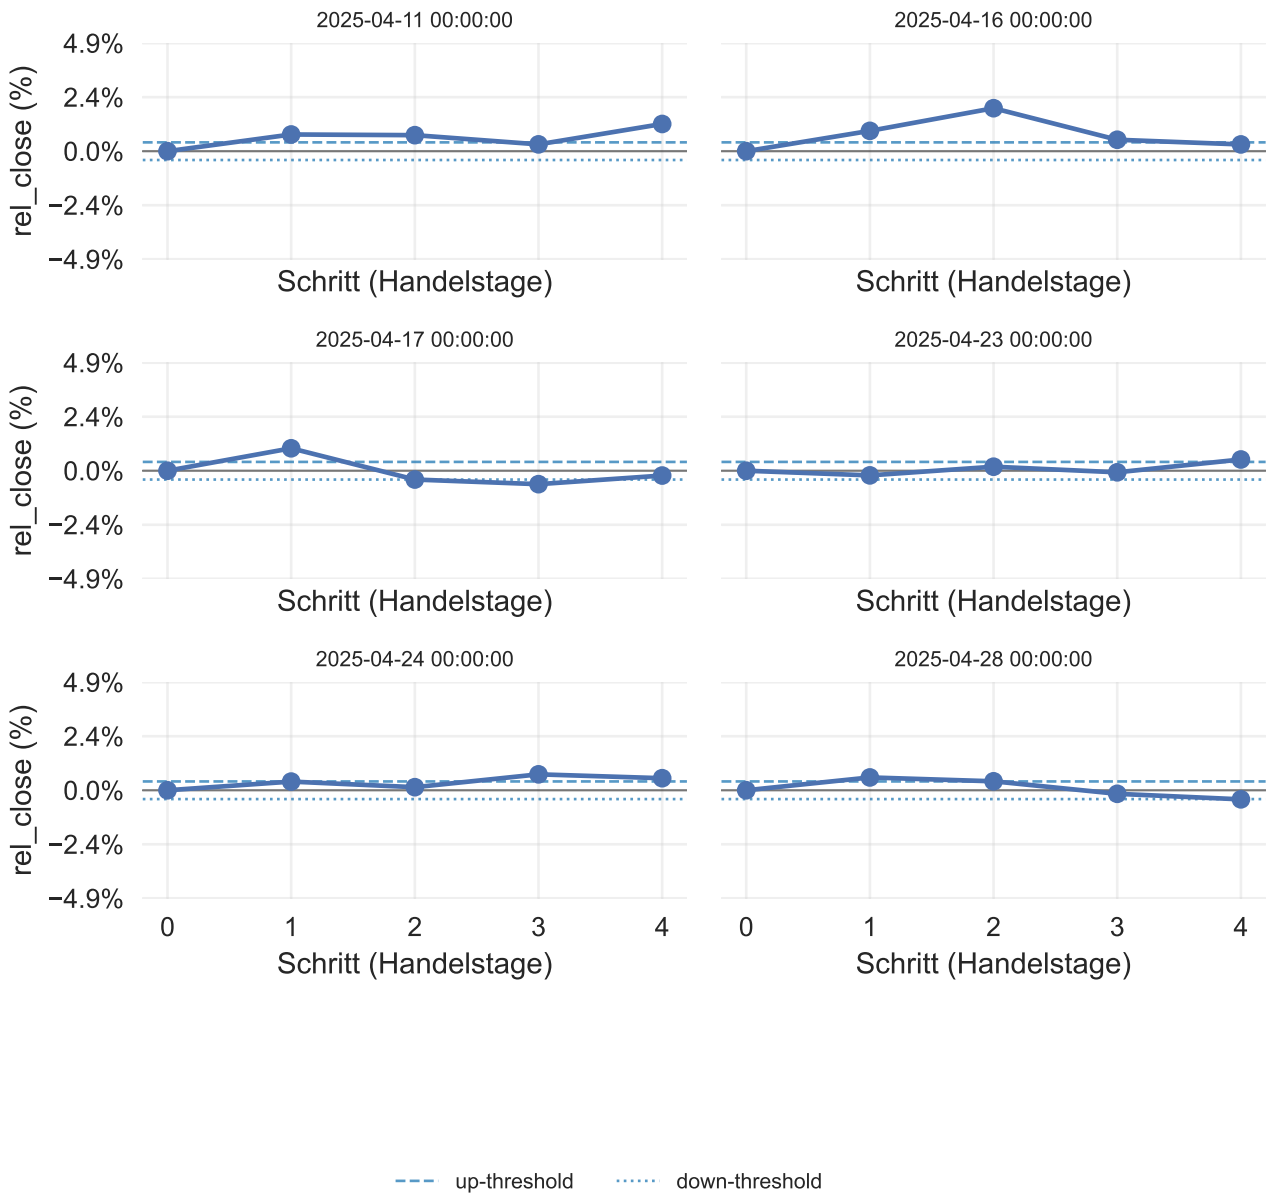 2025-04-11 00:00:00
2025-04-16 00:00:00
4.9%
2.4%
0.0%
−2.4%
−4.9%
rel_close (%)
Schritt (Handelstage)
Schritt (Handelstage)
2025-04-17 00:00:00
2025-04-23 00:00:00
4.9%
2.4%
0.0%
−2.4%
−4.9%
rel_close (%)
Schritt (Handelstage)
Schritt (Handelstage)
2025-04-24 00:00:00
2025-04-28 00:00:00
4.9%
2.4%
0.0%
−2.4%
−4.9%
rel_close (%)
0 1 2 3 4
0 1 2 3 4
Schritt (Handelstage)
Schritt (Handelstage)
up-threshold
down-threshold